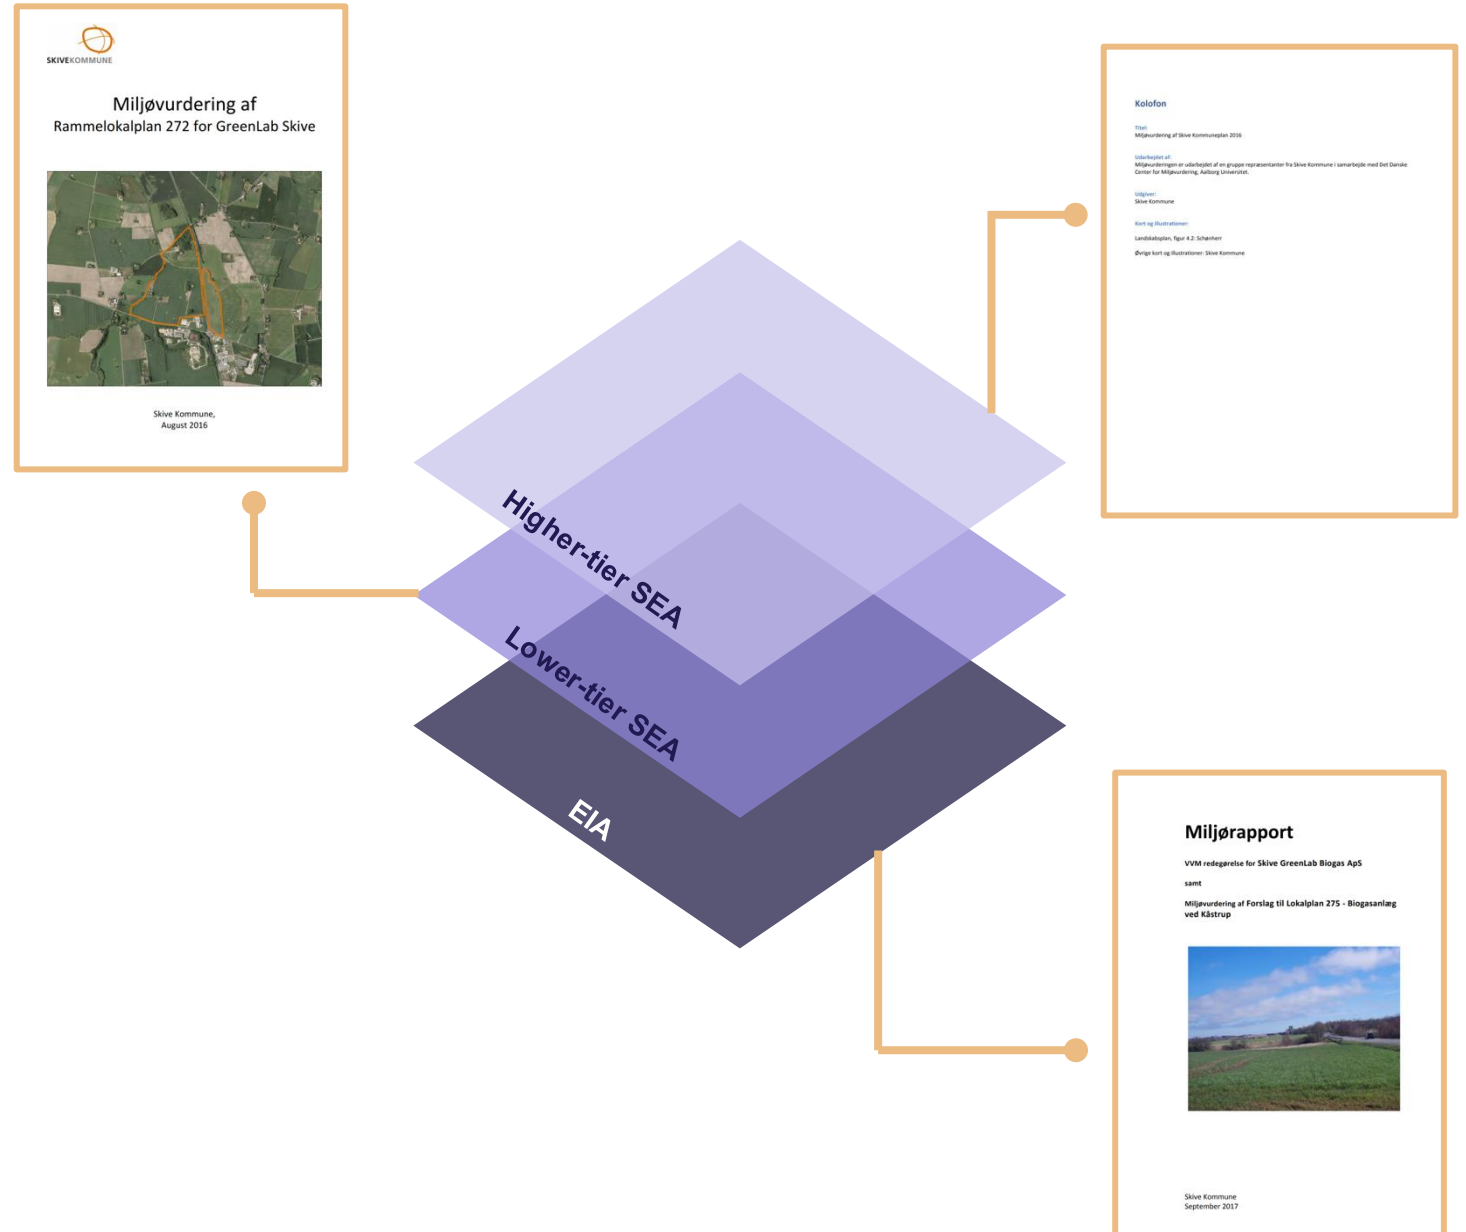 SKIVEKOMMUNE
Miljøvurdering af
Rammelokalplan 272 for GreenLab Skive
Skive Kommune,
August 2016
Kolofon
Titel:
Miljøvurdering af Skive Kommuneplan 2016
Udarbejdet af:
Miljøvurderingen er udarbejdet af en gruppe repræsentanter fra Skive Kommune i samarbejde med Det Danske
Center for Miljøvurdering, Aalborg Universitet.
Udgiver:
Skive Kommune
Kort og illustrationer:
Landskabsplan, figur 4.2: Schønherr
Øvrige kort og illustrationer: Skive Kommune
Higher-tier SEA
Lower-tier SEA
EIA
Miljørapport
VVM redegørelse for Skive GreenLab Biogas ApS
samt
Miljøvurdering af Forslag til Lokalplan 275 - Biogasanlæg
ved Kåstrup
Skive Kommune
September 2017